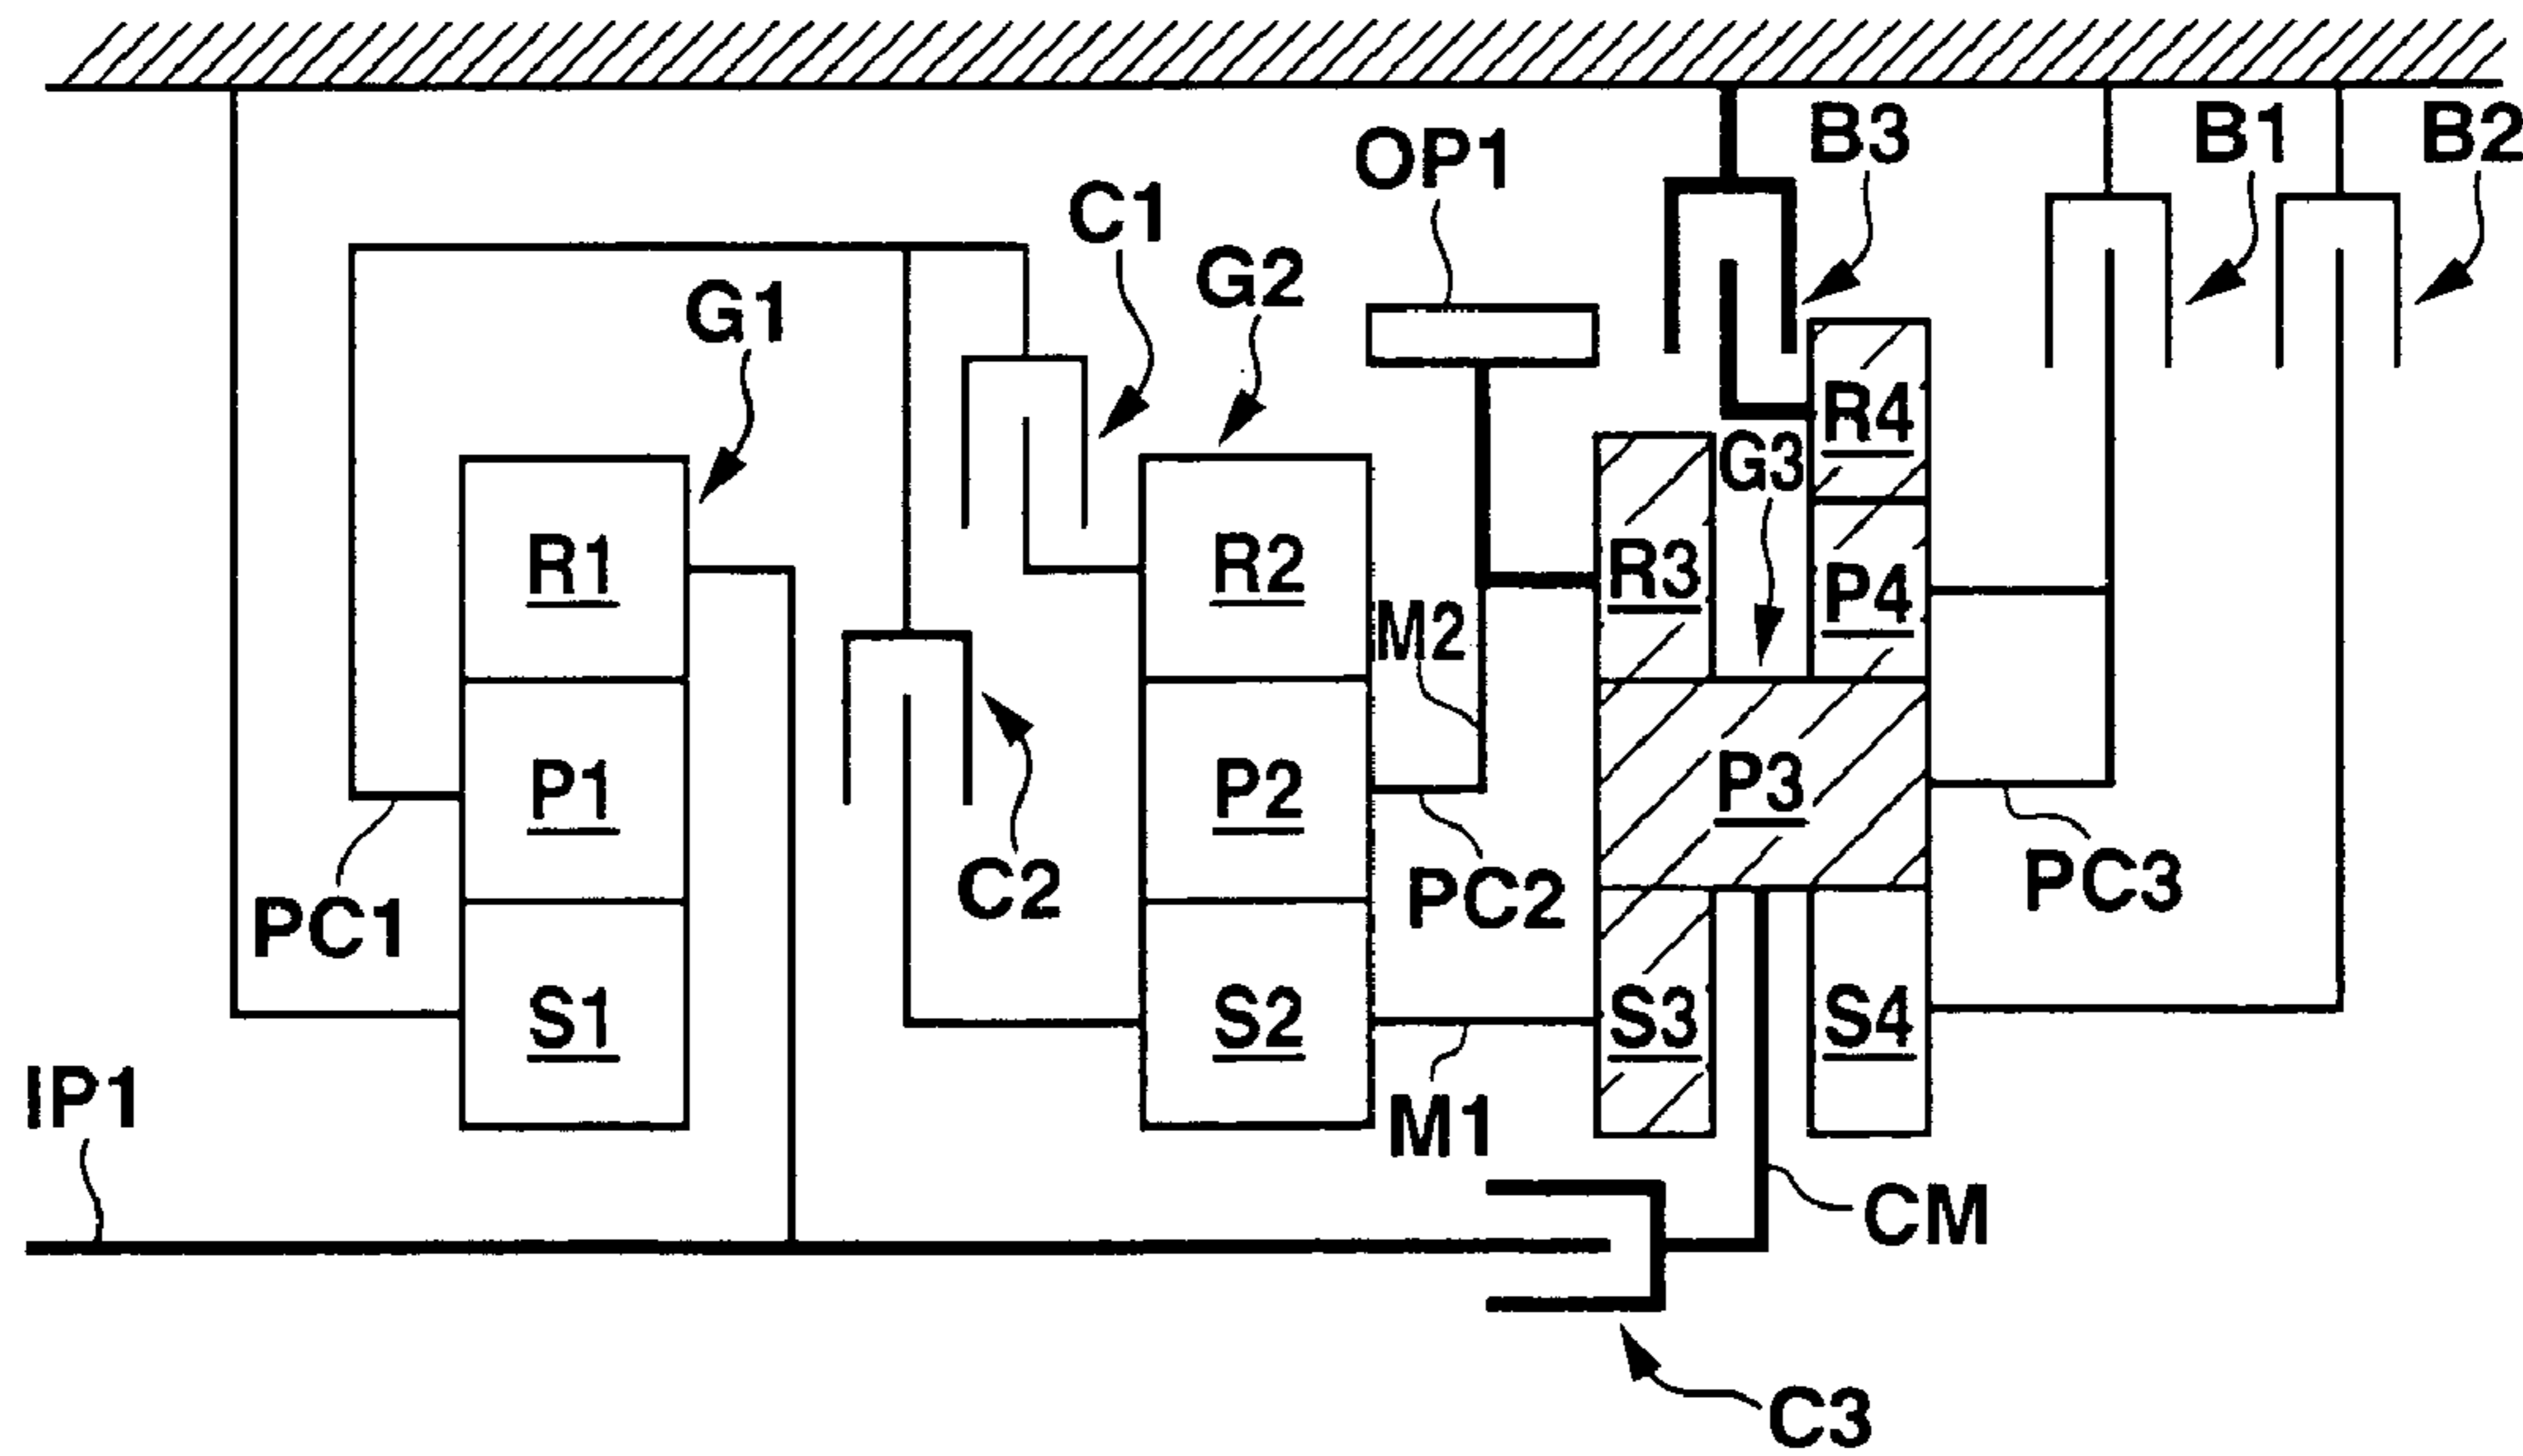 B3
B1
B2
OP1
C1
G2
G1
R4
G3
R1
R2
R3
P4
M2
P1
P2
P3
C2
PC2
PC3
PC1
S1
S2
S3
S4
IP1
M1
CM
C3